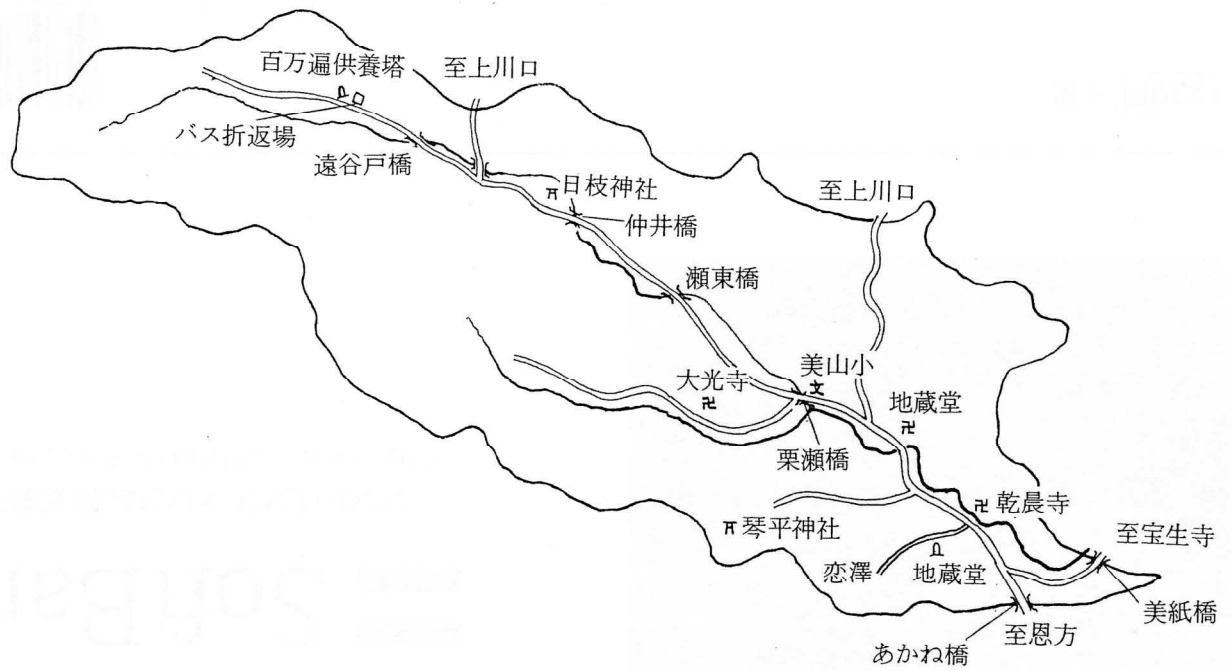 百万遍供養塔
至上川口
バス折返場
遠谷戸橋
日枝神社
仲井橋
至上川口
瀬東橋
美山小
大光寺
地蔵堂
栗瀬橋
乾晨寺
琴平神社
至宝生寺
恋澤
地蔵堂
美紙橋
至恩方
あかね橋